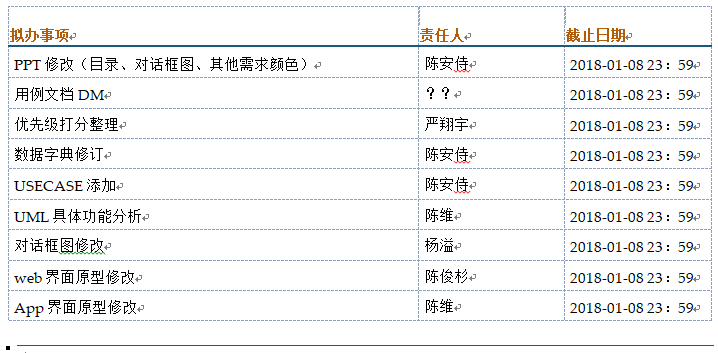 拟办事项 责任人 截止日期
PPT 修改（目录、对话框图、其他需求颜色） 陈安侍 2018-01-08 23：59
用例文档 DM ？？ 2018-01-08 23：59
优先级打分整理 严翔宇 2018-01-08 23：59
数据字典修订 陈安侍 2018-01-08 23：59
USECASE 添加 陈安侍 2018-01-08 23：59
UML 具体功能分析 陈维 2018-01-08 23：59
对话框图修改 杨溢 2018-01-08 23：59
web 界面原型修改 陈俊杉 2018-01-08 23：59
App 界面原型修改 陈维 2018-01-08 23：59